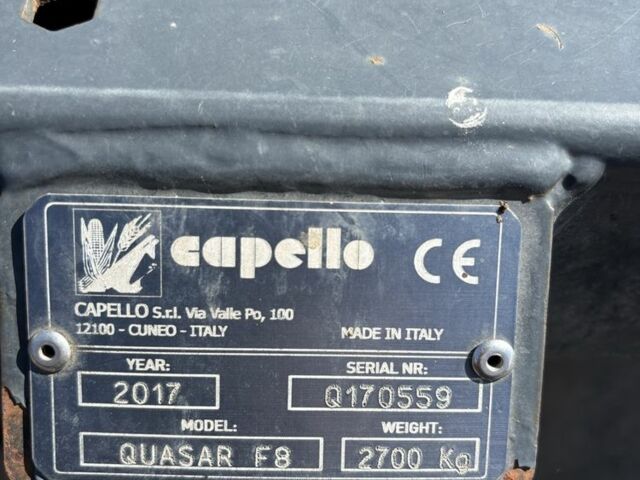 capello CE
CAPELLO S.r.l. Via Valle Po, 100
12100 - CUNEO - ITALY MADE IN ITALY
YEAR: SERIAL NR:
2017 Q170559
MODEL: WEIGHT:
QUASAR F8 2700 Kg